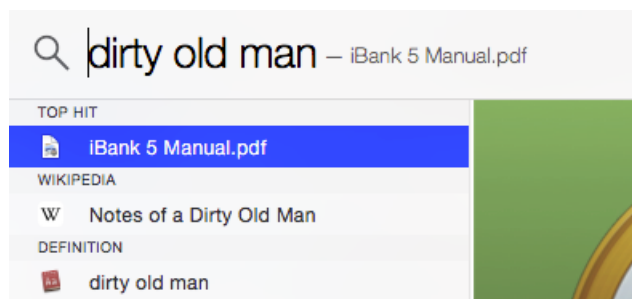 dirty old man — iBank 5 Manual.pdf
TOP HIT
iBank 5 Manual.pdf
WIKIPEDIA
W Notes of a Dirty Old Man
DEFINITION
dirty old man